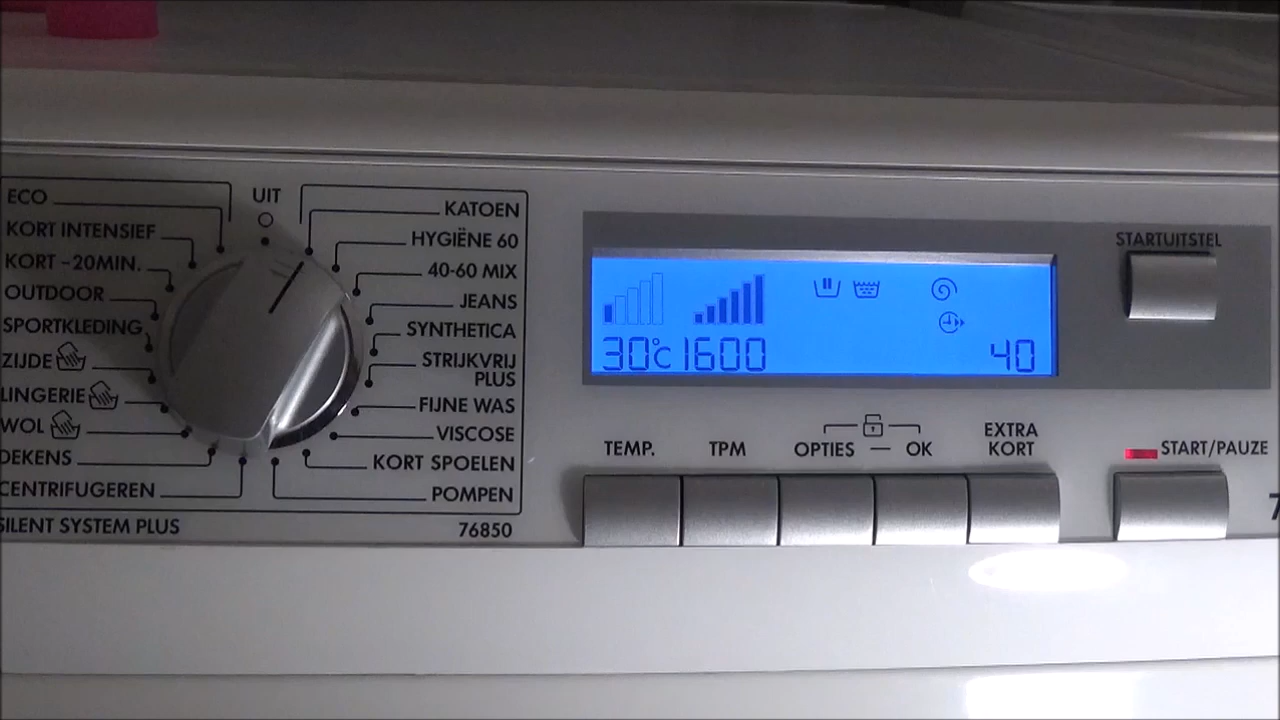 UIT
ECO
KORT INTENSIEF
KORT -20MIN.
OUTDOOR
SPORTKLEDING
ZIJDE
LINGERIE
WOL
DEKENS
CENTRIFUGEREN
SILENT SYSTEM PLUS
KATOEN
HYGIËNE 60
40-60 MIX
JEANS
SYNTHETICA
STRIJKVRIJ
PLUS
FIJNE WAS
VISCOSE
KORT SPOELEN
POMPEN
76850
30°C 1600 40
STARTUITSTEL
TEMP. TPM OPTIES — OK EXTRA
KORT
START/PAUZE
7